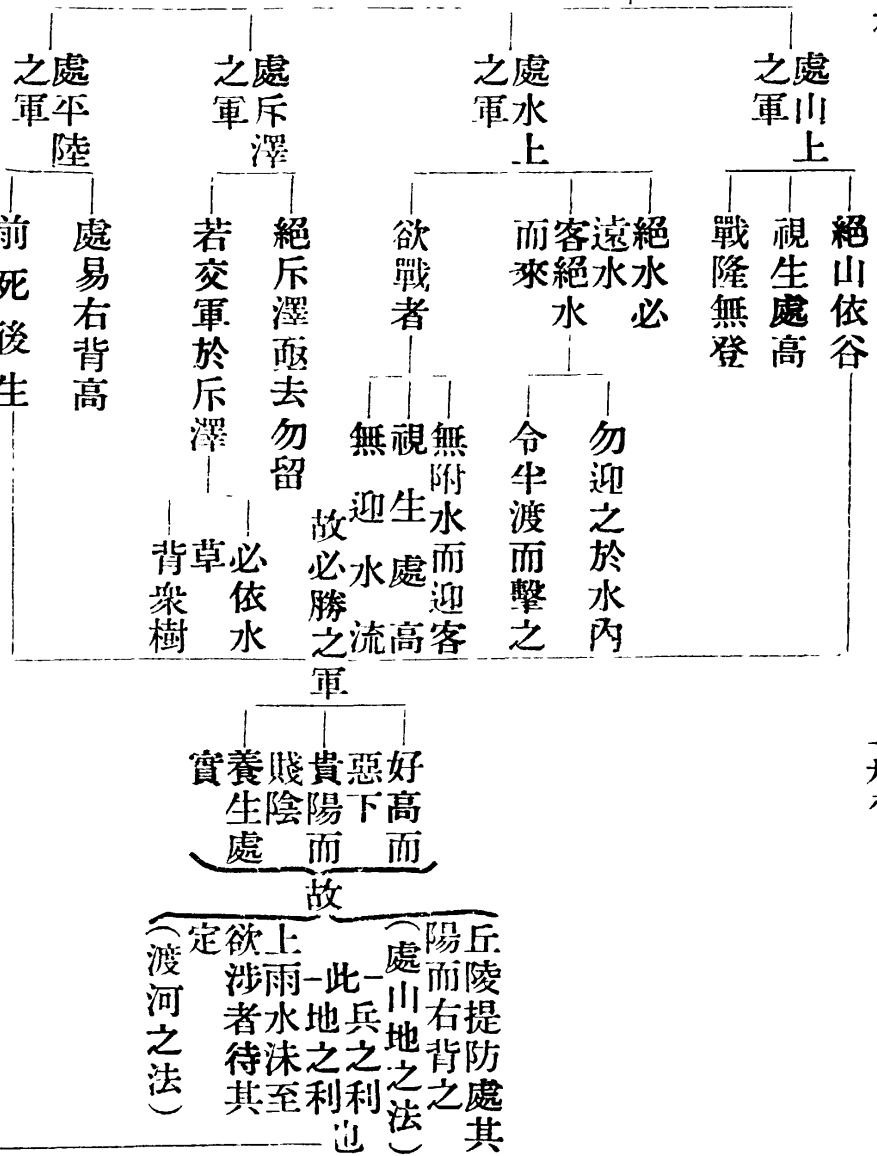 處山上
之軍
絕山依谷
視生處高
戰隆無登
處水上
之軍
絕水必
遠水
客絕水
而來
勿迎之於水內
令半渡而擊之
欲戰者
無附水而迎客
視生處高
無迎水流
處斥澤
之軍
絕斥澤亟去勿留
若交軍於斥澤
必依水
草
背衆樹
處平陸
之軍
處易右背高
前死後生
故必勝之軍
好高而
惡下
貴陽而
賤陰
養生處
實
故
丘陵提防處其
陽而右背之
(處山地之法)
兵之利
此 也
地之利
上雨水沫至
欲涉者待其
定
(渡河之法)